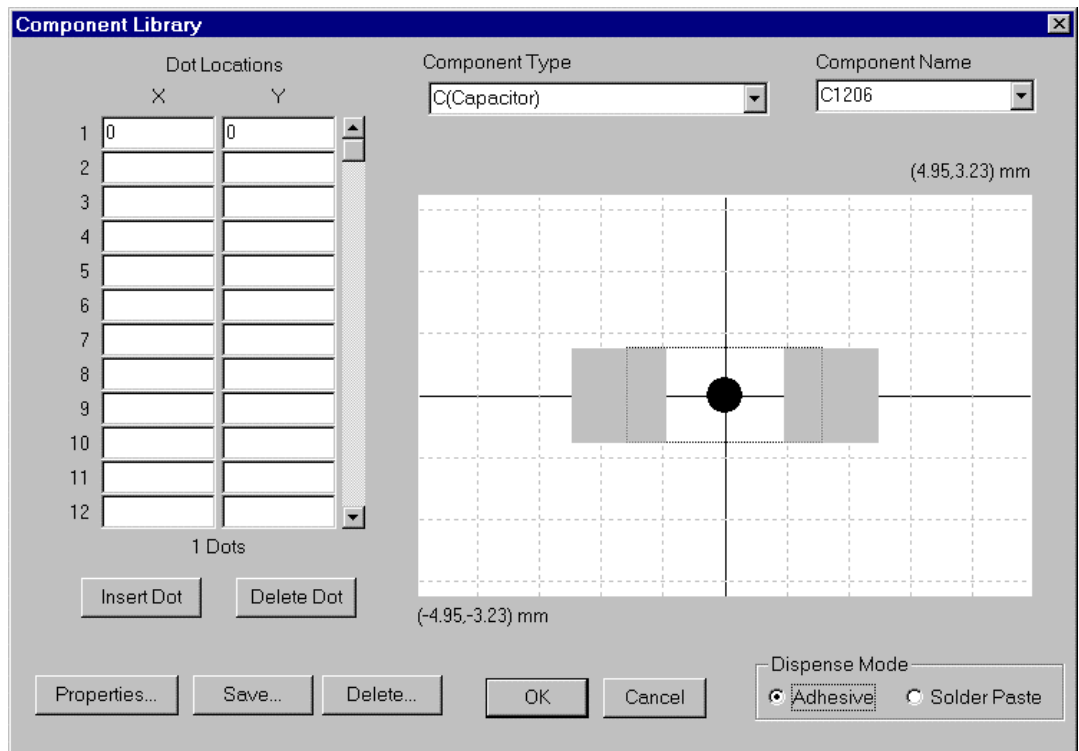 Component Library
Dot Locations
X Y
1 0 0
2
3
4
5
6
7
8
9
10
11
12
1 Dots
Insert Dot Delete Dot
Component Type
C(Capacitor)
Component Name
C1206
(4.95,3.23) mm
(-4.95,-3.23) mm
Properties... Save... Delete... OK Cancel
Dispense Mode
Adhesive Solder Paste